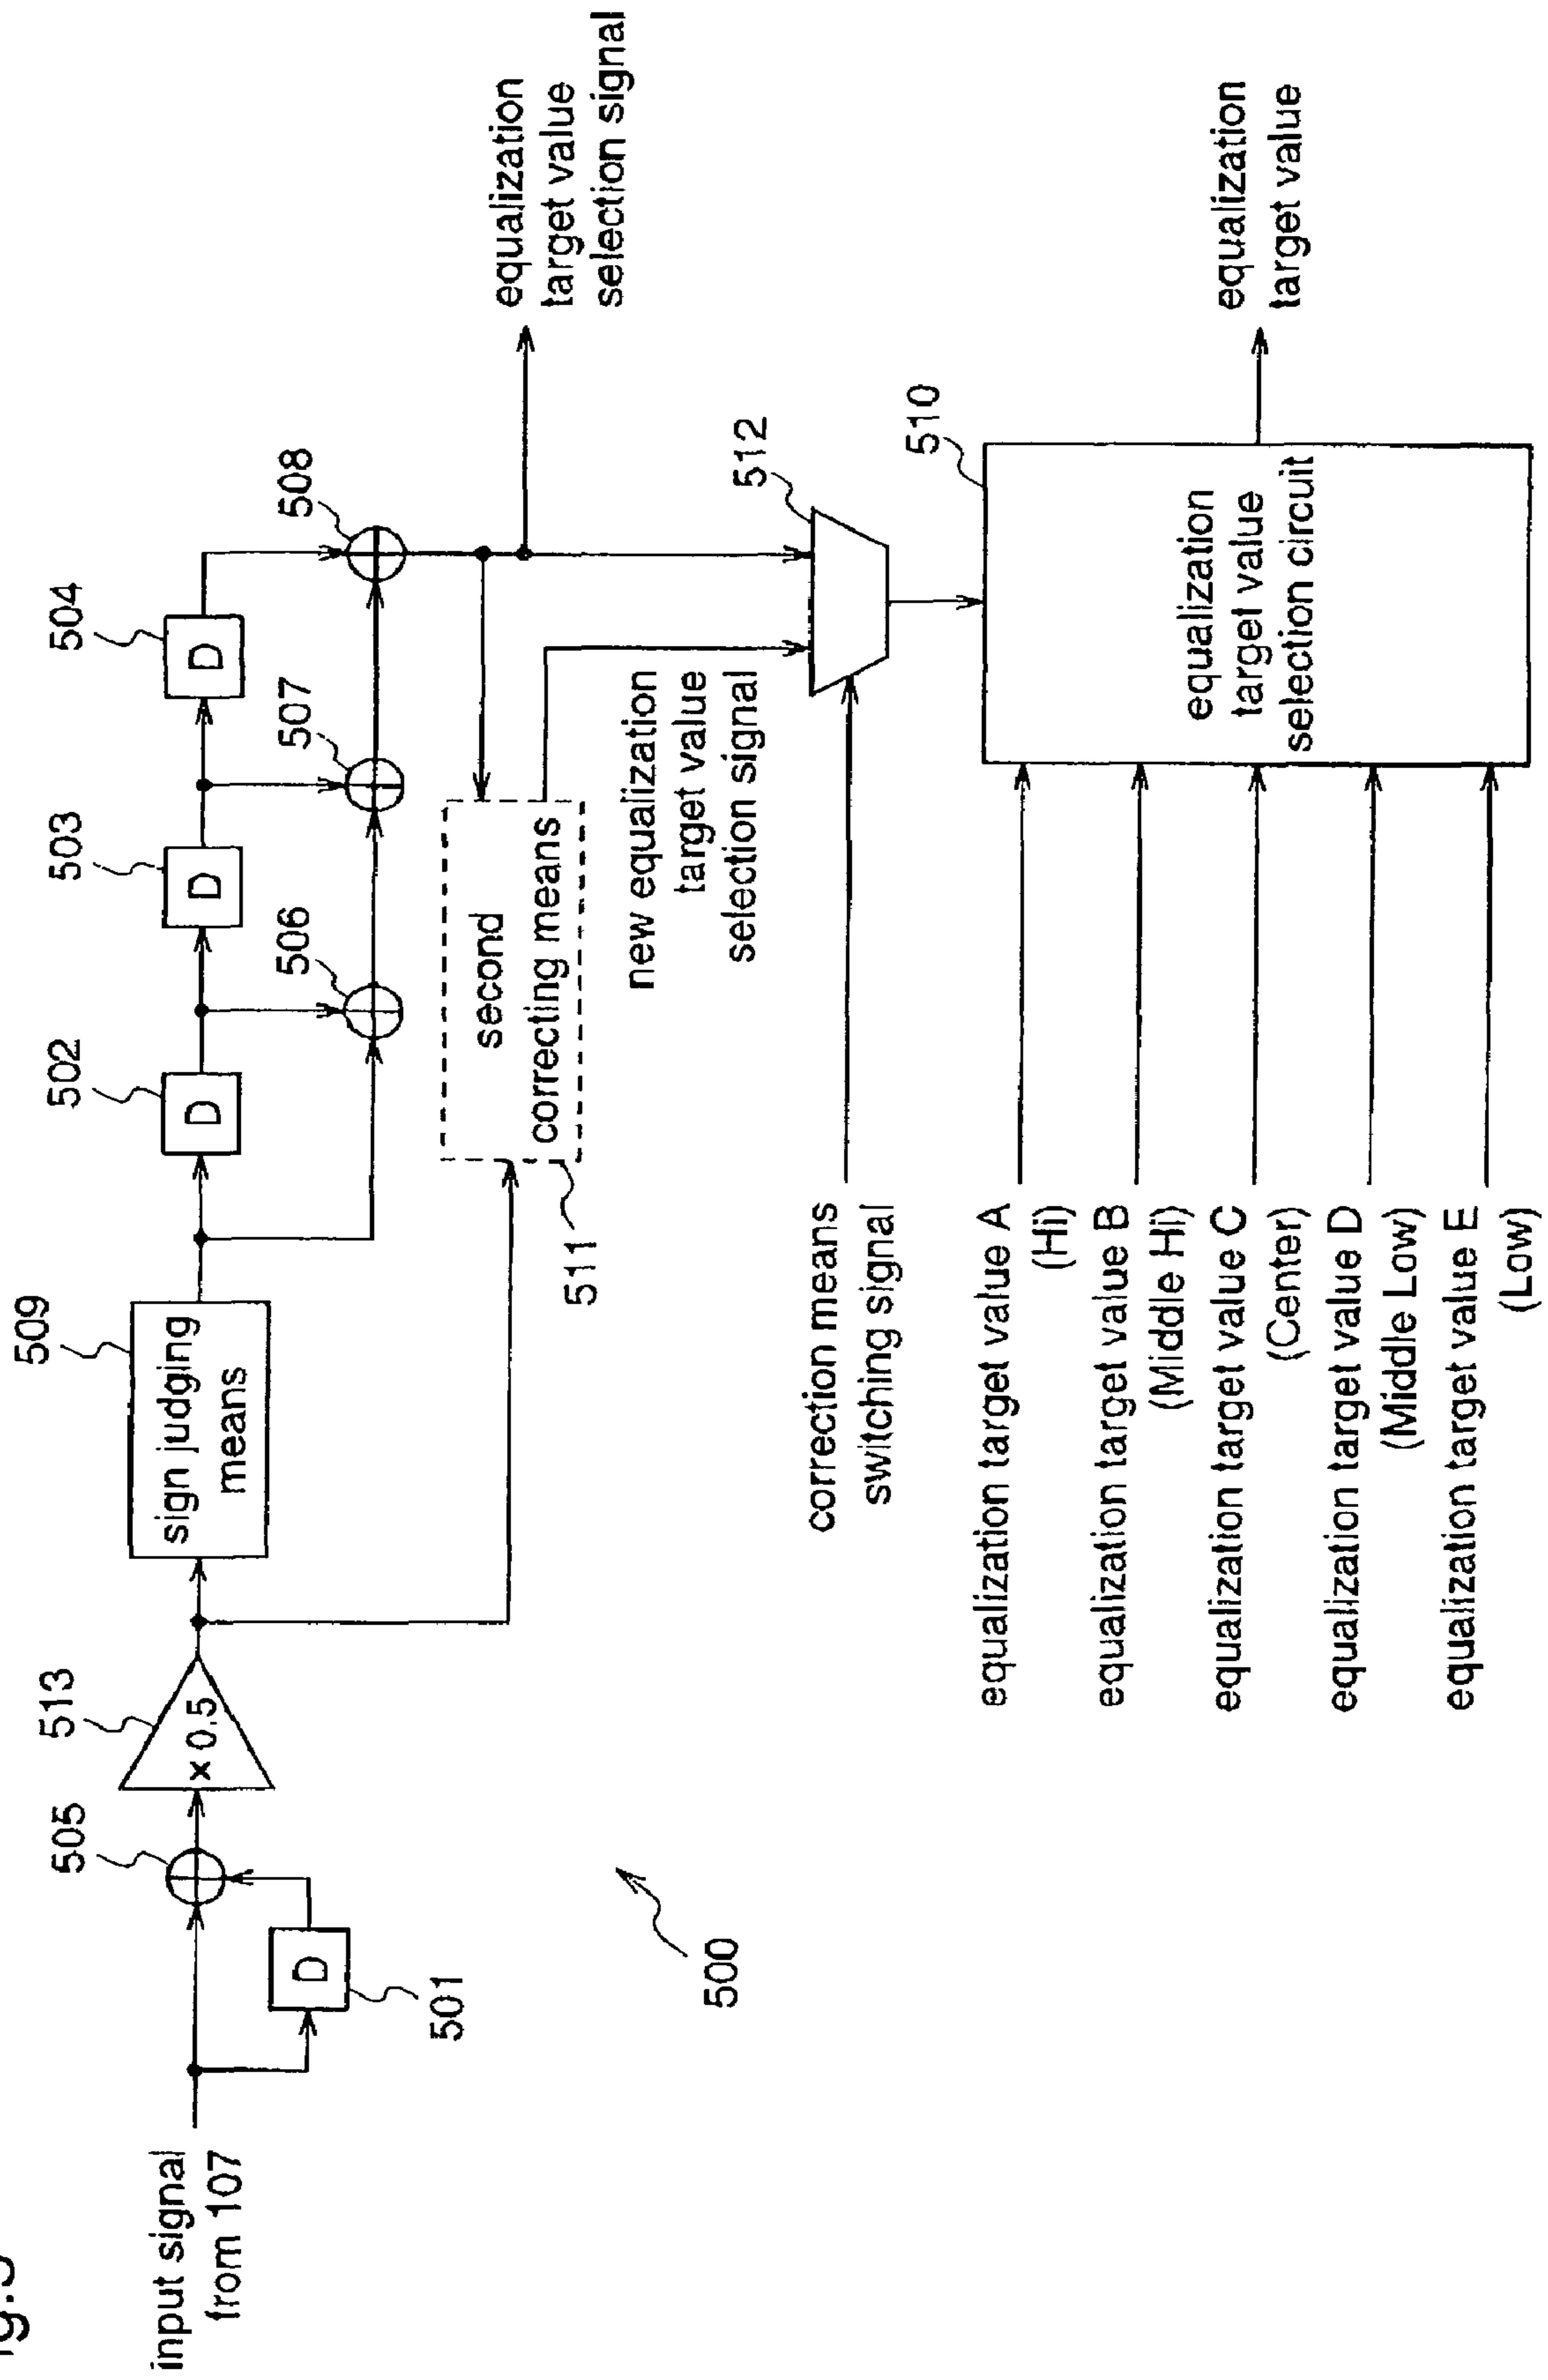 input signal
from 107
501
D
505
513
× 0.5
509
sign judging
means
502
D
503
D
504
D
506
507
508
equalization
target value
selection signal
511
second
correcting means
new equalization
target value
selection signal
500
correction means
switching signal
512
510
equalization target value A
(Hi)
equalization target value B
(Middle Hi)
equalization target value C
(Center)
equalization target value D
(Middle Low)
equalization target value E
(Low)
equalization
target value
selection circuit
equalization
target value